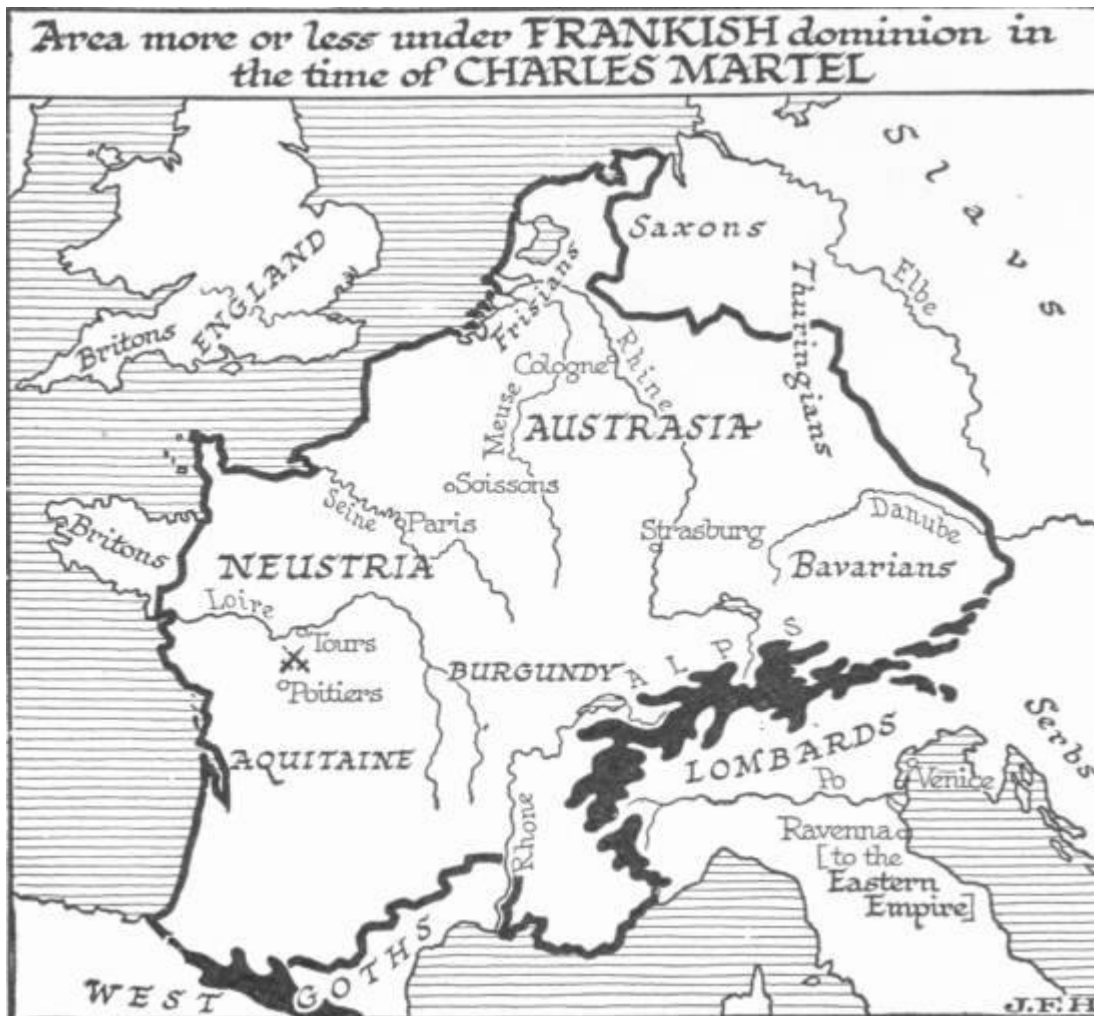 Area more or less under FRANKISH dominion in
the time of CHARLES MARTEL
Slavs
Saxons
ENGLAND
Britons
Frisians
Elbe
Thuringians
Cologne
Rhine
Meuse
AUSTRASIA
Soissons
Seine
Paris
Strasburg
Danube
Britons
NEUSTRIA
Bavarians
Loire
Tours
BURGUNDY
ALPS
Poitiers
AQUITAINE
LOMBARDS
Serbs
Po
Venice
Rhone
Ravenna
[to the
Eastern
Empire]
WEST GOTHS
J.F.H